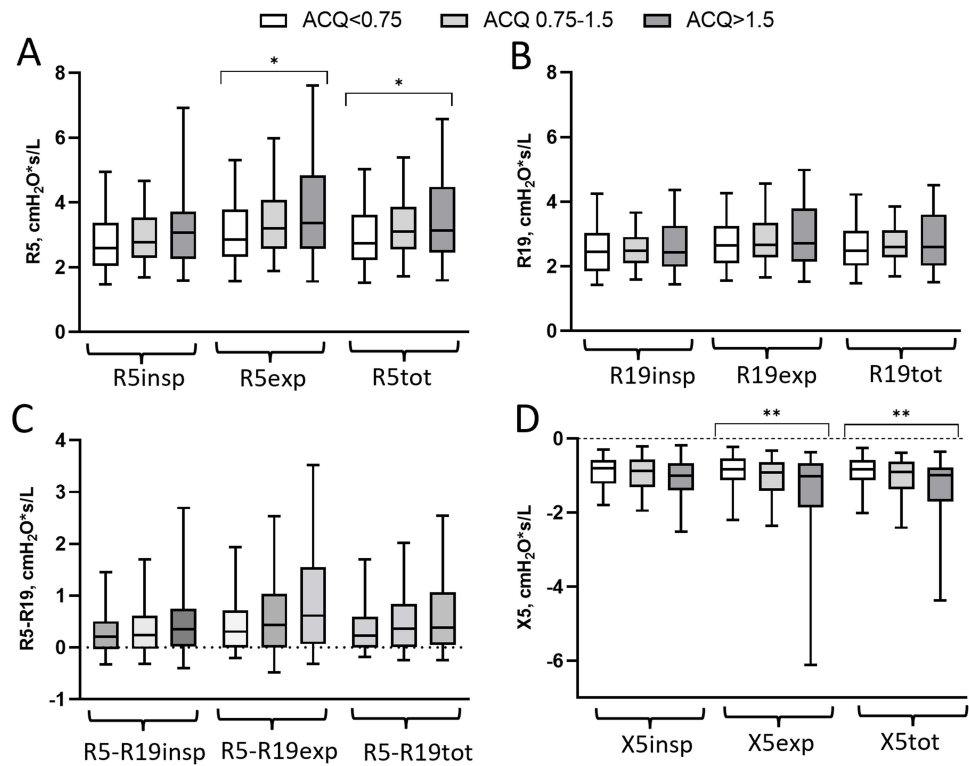 ACQ<0.75 ACQ 0.75-1.5 ACQ>1.5
A
R5, cmH₂O*s/L
8
6
4
2
0
*
*
R5insp R5exp R5tot
B
R19, cmH₂O*s/L
8
6
4
2
0
R19insp R19exp R19tot
C
R5-R19, cmH₂O*s/L
4
3
2
1
0
-1
R5-R19insp R5-R19exp R5-R19tot
D
X5, cmH₂O*s/L
0
-2
-4
-6
**
**
X5insp X5exp X5tot